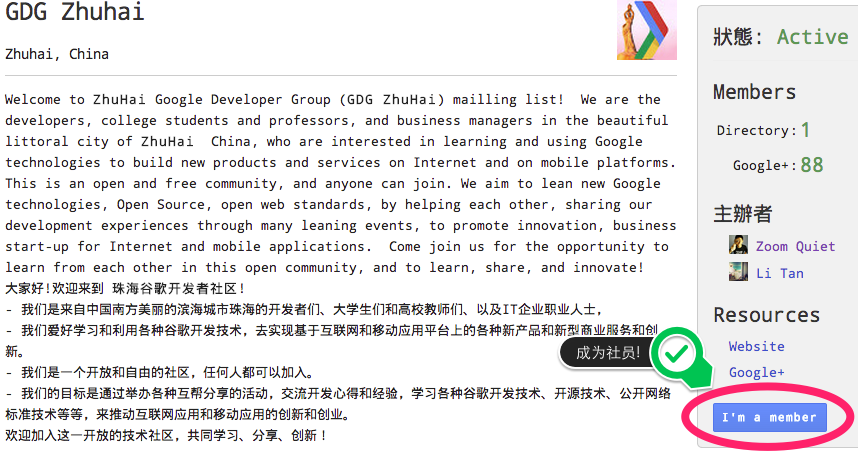 GDG Zhuhai
Zhuhai, China
Welcome to ZhuHai Google Developer Group (GDG ZhuHai) mailling list!  We are the
developers, college students and professors, and business managers in the beautiful
littoral city of ZhuHai  China, who are interested in learning and using Google
technologies to build new products and services on Internet and on mobile platforms.
This is an open and free community, and anyone can join. We aim to lean new Google
technologies, Open Source, open web standards, by helping each other, sharing our
development experiences through many leaning events, to promote innovation, business
start-up for Internet and mobile applications.  Come join us for the opportunity to
learn from each other in this open community, and to learn, share, and innovate!
大家好!欢迎来到 珠海谷歌开发者社区!
- 我们是来自中国南方美丽的滨海城市珠海的开发者们、大学生们和高校教师们、以及IT企业职业人士,
- 我们爱好学习和利用各种谷歌开发技术, 去实现基于互联网和移动应用平台上的各种新产品和新型商业服务和创
新。
- 我们是一个开放和自由的社区, 任何人都可以加入。
- 我们的目标是通过举办各种互帮分享的活动, 交流开发心得和经验, 学习各种谷歌开发技术、开源技术、公开网络
标准技术等等, 来推动互联网应用和移动应用的创新和创业。
欢迎加入这一开放的技术社区, 共同学习、分享、创新!
狀態: Active
Members
Directory: 1
Google+: 88
主辦者
Zoom Quiet
Li Tan
Resources
Website
Google+
成为社员!
I'm a member